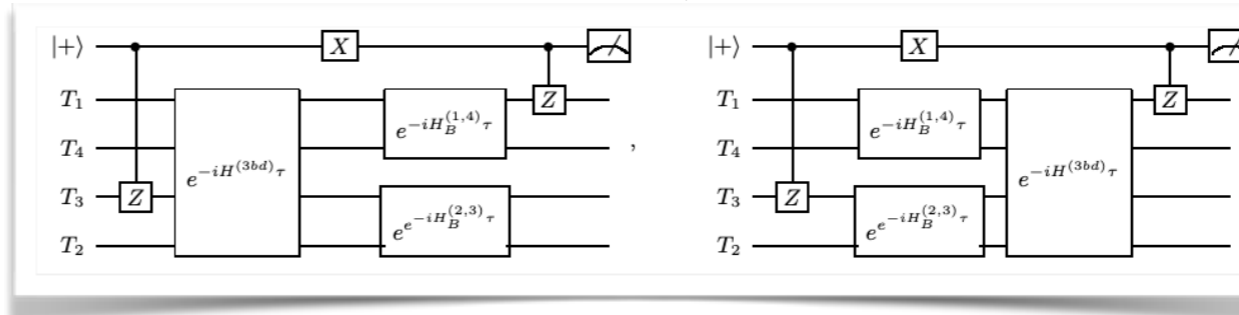 |+⟩ X |+⟩ X
T₁ Z T₁ Z
e^{-iH_B^{(1,4)}τ} e^{-iH_B^{(1,4)}τ}
T₄ , T₄
e^{-iH^{(3bd)}τ} e^{-iH^{(3bd)}τ}
T₃ Z T₃ Z
e^{e^{-iH_B^{(2,3)}τ}} e^{e^{-iH_B^{(2,3)}τ}}
T₂ T₂